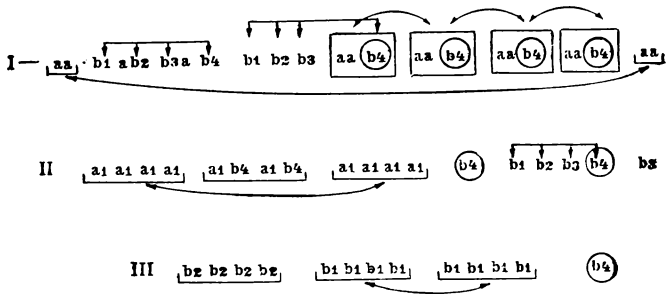 I — aa · b1 ab2 b3a b4 b1 b2 b3 aa b4 aa b4 aa b4 aa b4 aa
II a1 a1 a1 a1 a1 b4 a1 b4 a1 a1 a1 a1 b4 b1 b2 b3 b4 b2
III b2 b2 b2 b2 b1 b1 b1 b1 b1 b1 b1 b1 b4